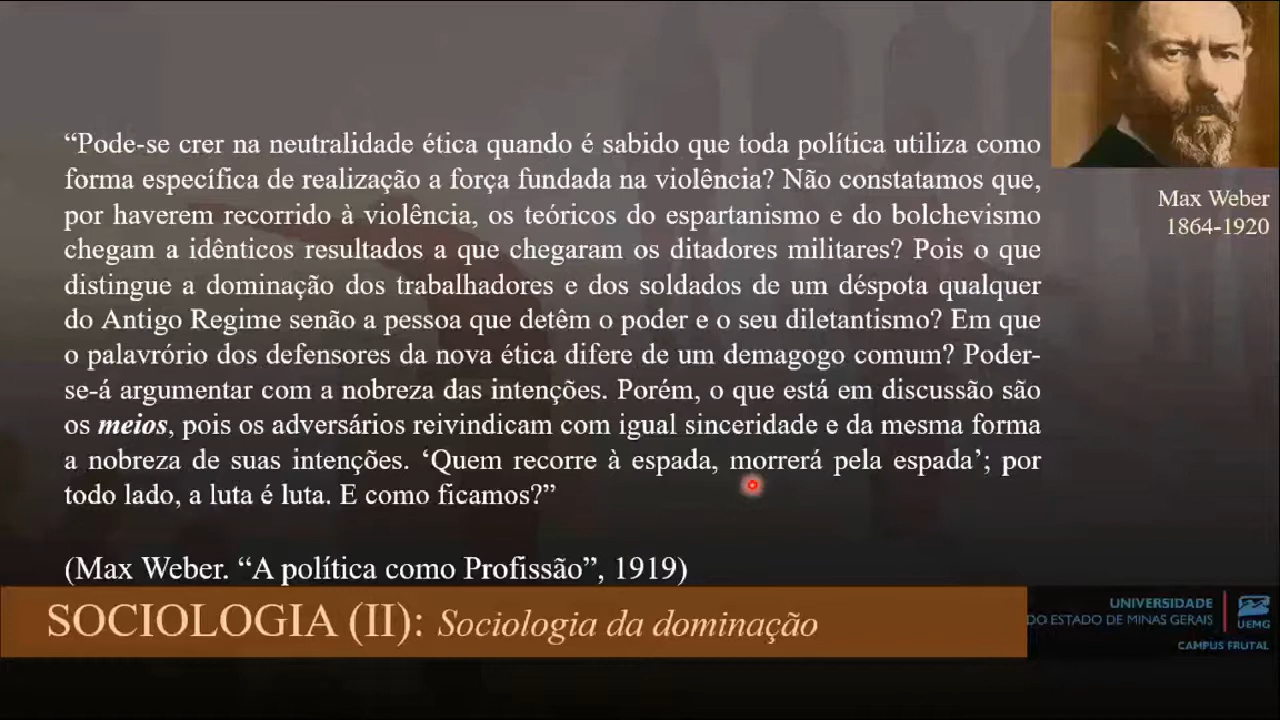 “Pode-se crer na neutralidade ética quando é sabido que toda política utiliza como
forma específica de realização a força fundada na violência? Não constatamos que,
por haverem recorrido à violência, os teóricos do espartanismo e do bolchevismo
chegam a idênticos resultados a que chegaram os ditadores militares? Pois o que
distingue a dominação dos trabalhadores e dos soldados de um déspota qualquer
do Antigo Regime senão a pessoa que detêm o poder e o seu diletantismo? Em que
o palavrório dos defensores da nova ética difere de um demagogo comum? Poder-
se-á argumentar com a nobreza das intenções. Porém, o que está em discussão são
os meios, pois os adversários reivindicam com igual sinceridade e da mesma forma
a nobreza de suas intenções. ‘Quem recorre à espada, morrerá pela espada’; por
todo lado, a luta é luta. E como ficamos?”
(Max Weber. “A política como Profissão”, 1919)
Max Weber
1864-1920
SOCIOLOGIA (II): Sociologia da dominação
UNIVERSIDADE
DO ESTADO DE MINAS GERAIS
UEMG
CAMPUS FRUTAL